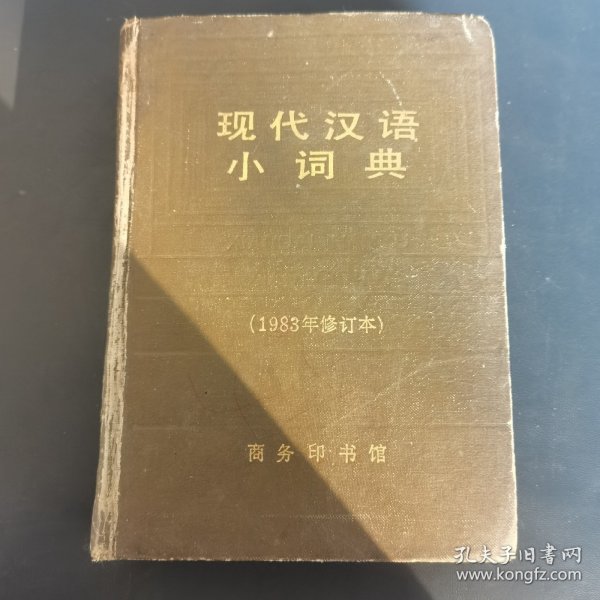 现代汉语
小词典
(1983年修订本)
商务印书馆
孔夫子旧书网
www.kongfz.com